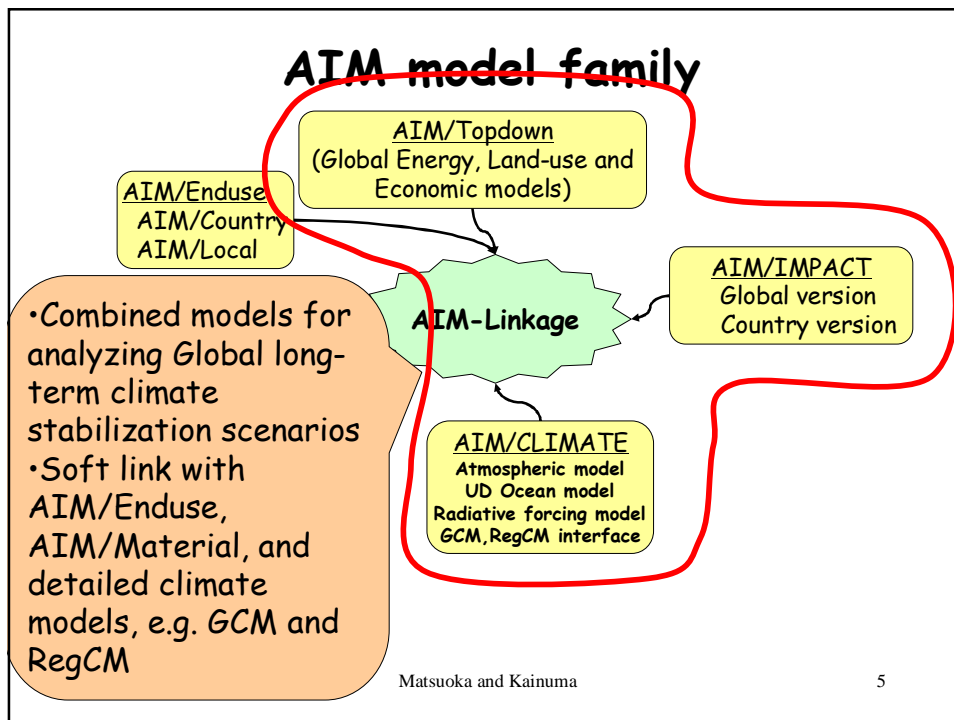 AIM model family
AIM/Topdown
(Global Energy, Land-use and
Economic models)
AIM/Enduse
AIM/Country
AIM/Local
AIM-Linkage
AIM/IMPACT
Global version
Country version
•Combined models for
analyzing Global long-
term climate
stabilization scenarios
•Soft link with
AIM/Enduse,
AIM/Material, and
detailed climate
models, e.g. GCM and
RegCM
AIM/CLIMATE
Atmospheric model
UD Ocean model
Radiative forcing model
GCM,RegCM interface
Matsuoka and Kainuma
5